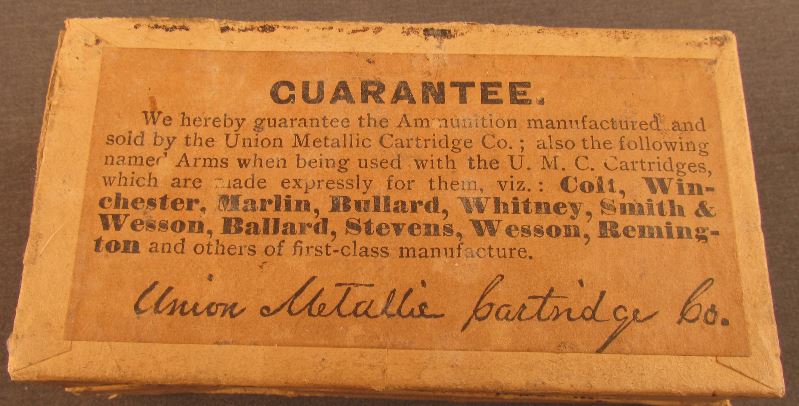 GUARANTEE.
We hereby guarantee the Ammunition manufactured and
sold by the Union Metallic Cartridge Co.; also the following
named Arms when being used with the U. M. C. Cartridges,
which are made expressly for them, viz.: Colt, Win-
chester, Marlin, Bullard, Whitney, Smith &
Wesson, Ballard, Stevens, Wesson, Reming-
ton and others of first-class manufacture.
Union Metallic Cartridge Co.